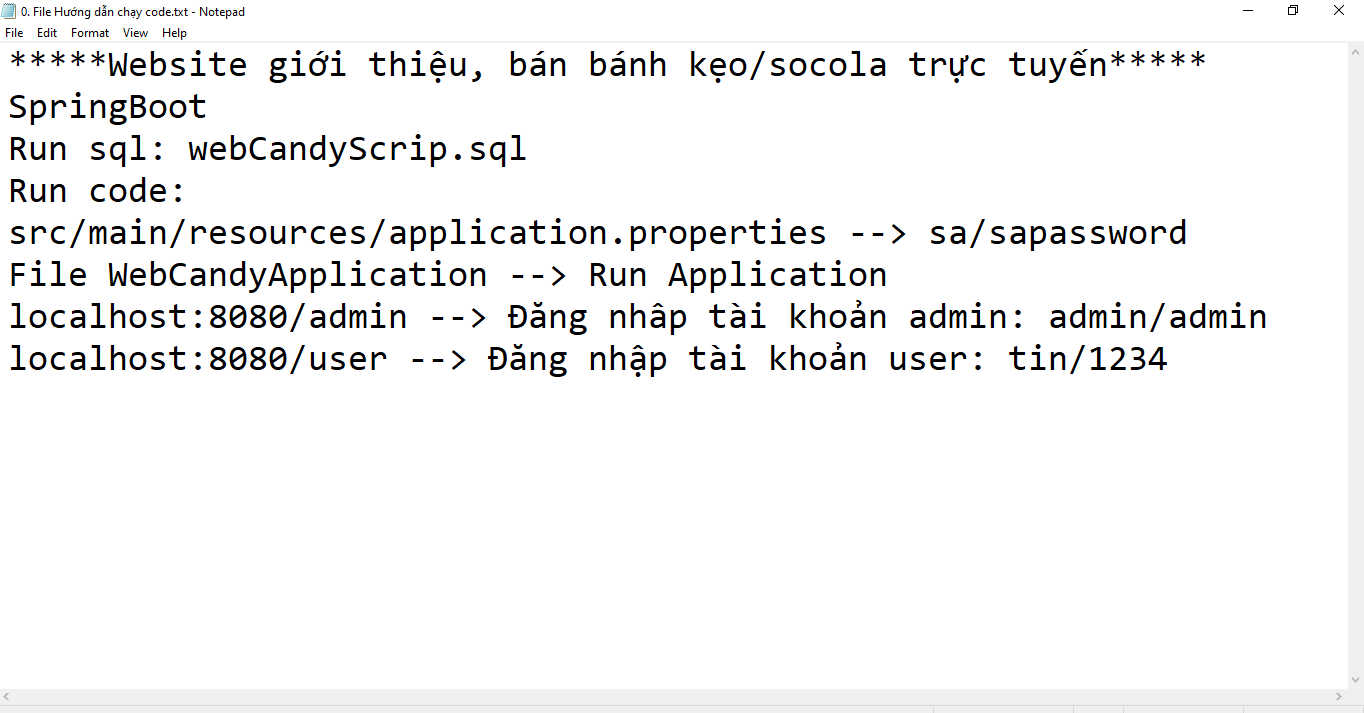 0. File Hướng dẫn chạy code.txt - Notepad
File Edit Format View Help
*****Website giới thiệu, bán bánh kẹo/socola trực tuyến*****
SpringBoot
Run sql: webCandyScrip.sql
Run code:
src/main/resources/application.properties --> sa/sapassword
File WebCandyApplication --> Run Application
localhost:8080/admin --> Đăng nhâp tài khoản admin: admin/admin
localhost:8080/user --> Đăng nhập tài khoản user: tin/1234